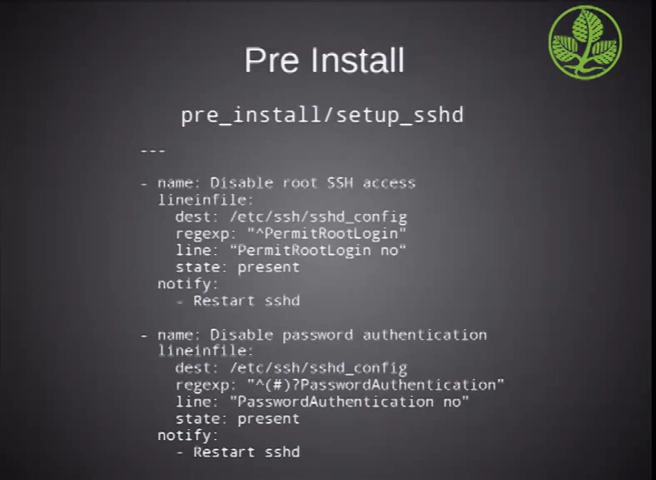 Pre Install
pre_install/setup_sshd
---
- name: Disable root SSH access
lineinfile:
dest: /etc/ssh/sshd_config
regexp: "^PermitRootLogin"
line: "PermitRootLogin no"
state: present
notify:
- Restart sshd
- name: Disable password authentication
lineinfile:
dest: /etc/ssh/sshd_config
regexp: "^(#)?PasswordAuthentication"
line: "PasswordAuthentication no"
state: present
notify:
- Restart sshd